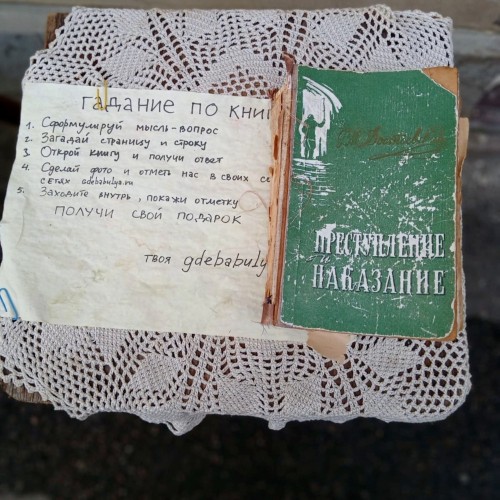 гадание по кни
1. Сформулируй мысль-вопрос
2. Загадай страницу и строку
3 Открой книгу и получи ответ
4. Сделай фото и отметь нас в своих се
сетях gdebabulya.nn
5. Заходите внутрь, покажи отметку
получи свой подарок
твоя gdebabuly
ПРЕСТУПЛЕНИЕ
И
НАКАЗАНИЕ